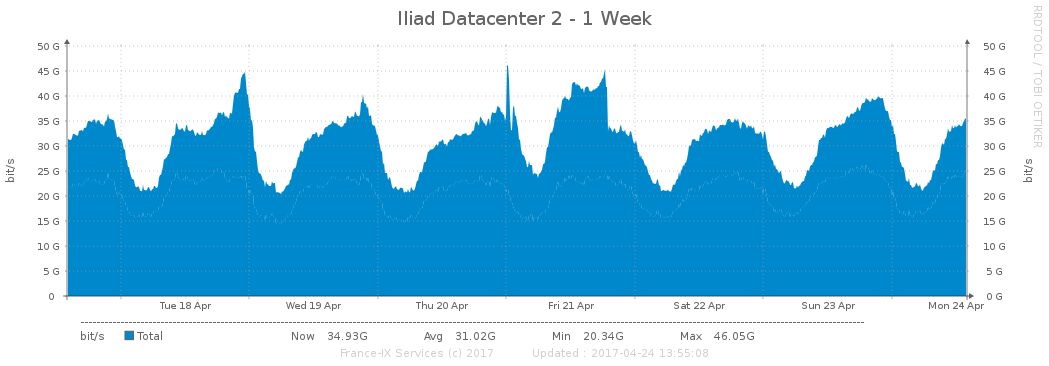 Iliad Datacenter 2 - 1 Week
RRDTOOL / TOBI OETIKER
50 G 50 G
45 G 45 G
40 G 40 G
35 G 35 G
30 G 30 G
25 G 25 G
20 G 20 G
15 G 15 G
10 G 10 G
5 G 5 G
0 0 G
bit/s
bit/s
Tue 18 Apr Wed 19 Apr Thu 20 Apr Fri 21 Apr Sat 22 Apr Sun 23 Apr Mon 24 Apr
bit/s Total Now 34.93G Avg 31.02G Min 20.34G Max 46.05G
France-IX Services (c) 2017 Updated : 2017-04-24 13:55:08